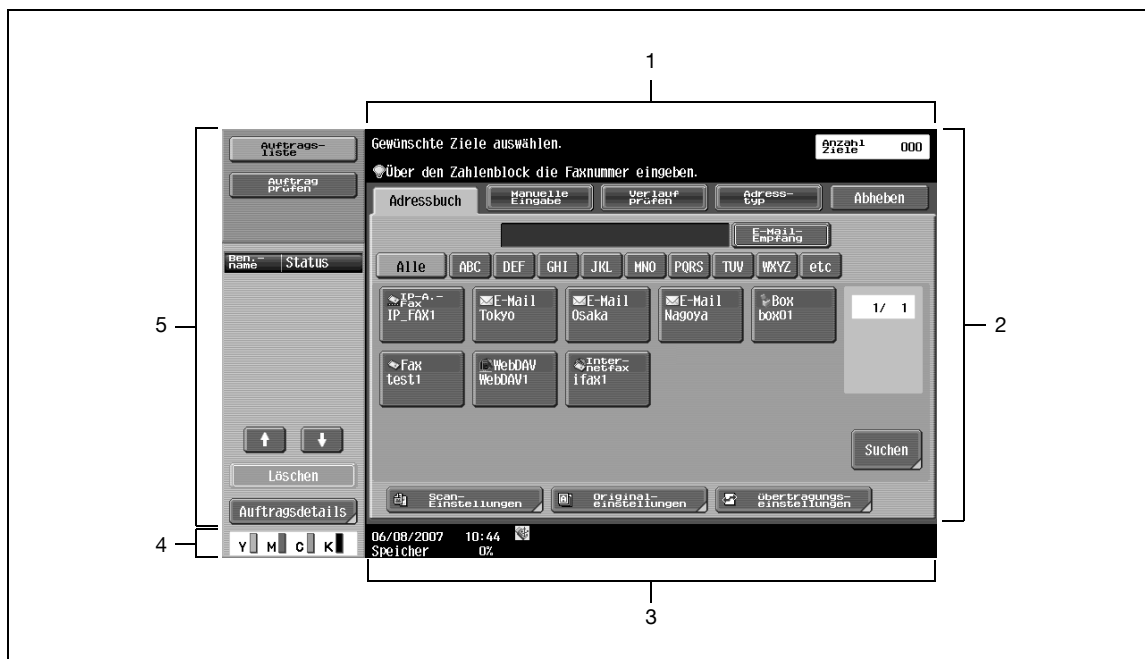 1
Auftrags-
liste
Auftrag
prüfen
Ben.-
name
Status
Löschen
Auftragsdetails
Y M C K
Gewünschte Ziele auswählen.
Anzahl
Ziele
000
Über den Zahlenblock die Faxnummer eingeben.
Adressbuch
Manuelle
Eingabe
Verlauf
prüfen
Adress-
typ
Abheben
E-Mail-
Empfang
Alle ABC DEF GHI JKL MNO PQRS TUV WXYZ etc
IP-A.-
Fax
IP_FAX1
E-Mail
Tokyo
E-Mail
Osaka
E-Mail
Nagoya
Box
box01
1/ 1
Fax
test1
WebDAV
WebDAV1
Inter-
netfax
ifax1
Suchen
Scan-
Einstellungen
Original-
einstellungen
Übertragungs-
einstellungen
06/08/2007 10:44
Speicher 0%
5
2
4
3